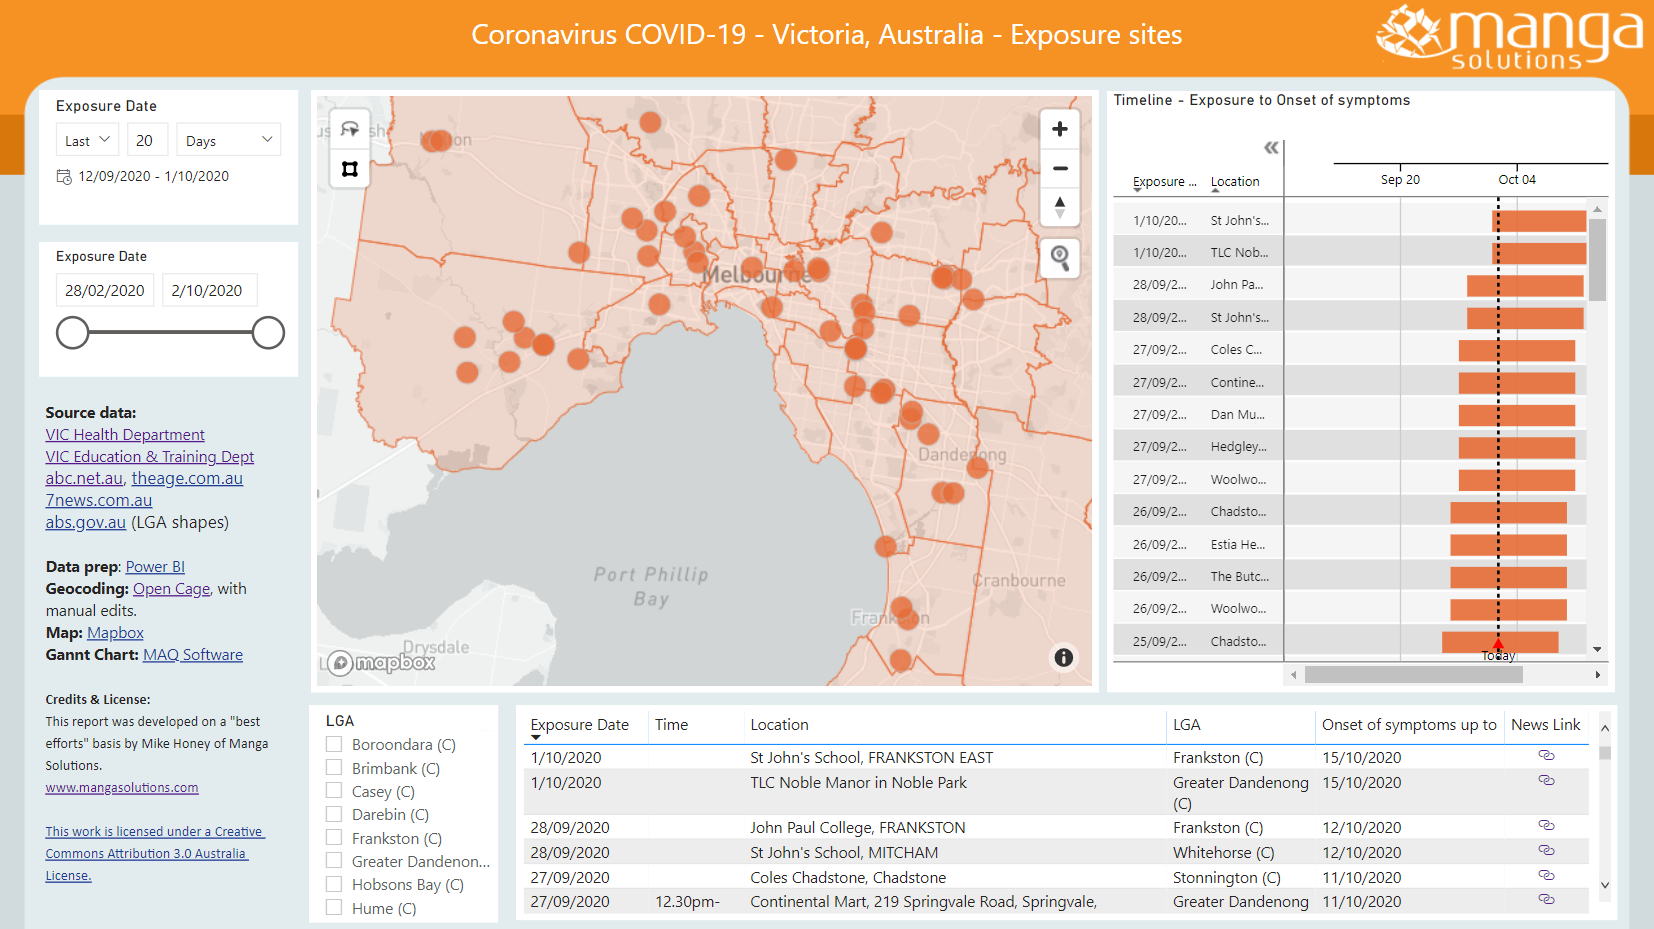 Coronavirus COVID-19 - Victoria, Australia - Exposure sites
manga
solutions
Exposure Date
Last 20 Days
12/09/2020 - 1/10/2020
Exposure Date
28/02/2020 2/10/2020
Source data:
VIC Health Department
VIC Education & Training Dept
abc.net.au, theage.com.au
7news.com.au
abs.gov.au (LGA shapes)
Data prep: Power BI
Geocoding: Open Cage, with
manual edits.
Map: Mapbox
Gannt Chart: MAQ Software
Credits & License:
This report was developed on a "best
efforts" basis by Mike Honey of Manga
Solutions.
www.mangasolutions.com
This work is licensed under a Creative
Commons Attribution 3.0 Australia
License.
Melbourne
Dandenong
Port Phillip
Bay
Cranbourne
Frankston
Drysdale
mapbox
Timeline - Exposure to Onset of symptoms
Exposure ... Location Sep 20 Oct 04
1/10/20... St John's...
1/10/20... TLC Nob...
28/09/2... John Pa...
28/09/2... St John's...
27/09/2... Coles C...
27/09/2... Contine...
27/09/2... Dan Mu...
27/09/2... Hedgley...
27/09/2... Woolwo...
26/09/2... Chadsto...
26/09/2... Estia He...
26/09/2... The Butc...
26/09/2... Woolwo...
25/09/2... Chadsto...
Today
LGA
Boroondara (C)
Brimbank (C)
Casey (C)
Darebin (C)
Frankston (C)
Greater Dandenon...
Hobsons Bay (C)
Hume (C)
Exposure Date Time Location LGA Onset of symptoms up to News Link
1/10/2020 St John's School, FRANKSTON EAST Frankston (C) 15/10/2020
1/10/2020 TLC Noble Manor in Noble Park Greater Dandenong 15/10/2020
(C)
28/09/2020 John Paul College, FRANKSTON Frankston (C) 12/10/2020
28/09/2020 St John's School, MITCHAM Whitehorse (C) 12/10/2020
27/09/2020 Coles Chadstone, Chadstone Stonnington (C) 11/10/2020
27/09/2020 12.30pm- Continental Mart, 219 Springvale Road, Springvale, Greater Dandenong 11/10/2020